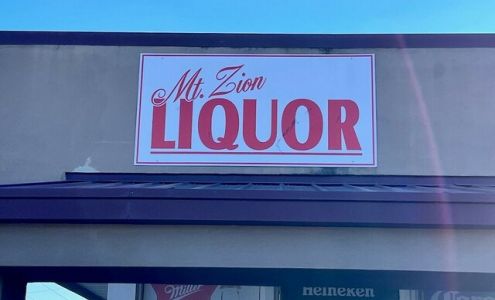 Mt. Zion
LIQUOR
Miller
Heineken